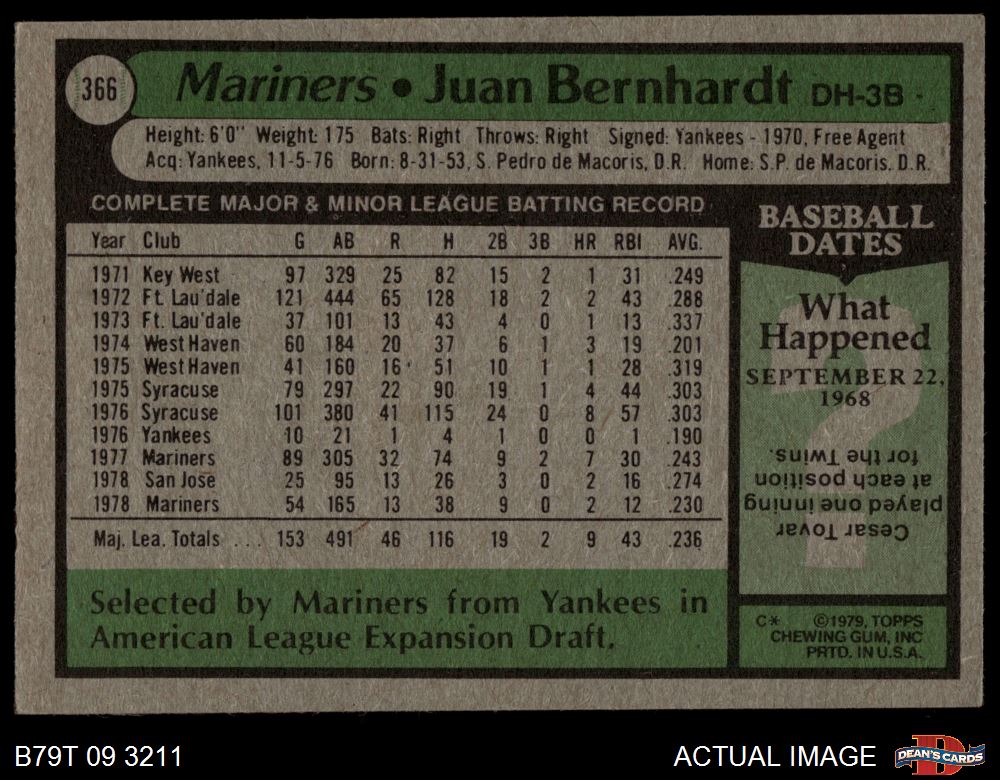 366 Mariners • Juan Bernhardt DH-3B
Height: 6'0" Weight: 175 Bats: Right Throws: Right Signed: Yankees - 1970, Free Agent
Acq: Yankees, 11-5-76 Born: 8-31-53, S. Pedro de Macoris, D.R. Home: S.P. de Macoris. D.R.
COMPLETE MAJOR & MINOR LEAGUE BATTING RECORD
Year Club G AB R H 2B 3B HR RBI AVG.
1971 Key West 97 329 25 82 15 2 1 31 .249
1972 Ft. Lau'dale 121 444 65 128 18 2 2 43 .288
1973 Ft. Lau'dale 37 101 13 43 4 0 1 13 .337
1974 West Haven 60 184 20 37 6 1 3 19 .201
1975 West Haven 41 160 16 51 10 1 1 28 .319
1975 Syracuse 79 297 22 90 19 1 4 44 .303
1976 Syracuse 101 380 41 115 24 0 8 57 .303
1976 Yankees 10 21 1 4 1 0 0 1 .190
1977 Mariners 89 305 32 74 9 2 7 30 .243
1978 San Jose 25 95 13 26 3 0 2 16 .274
1978 Mariners 54 165 13 38 9 0 2 12 .230
Maj. Lea. Totals ... 153 491 46 116 19 2 9 43 .236
Selected by Mariners from Yankees in
American League Expansion Draft.
BASEBALL
DATES
What
Happened
SEPTEMBER 22,
1968
Cesar Tovar
played one inning
at each position
for the Twins.
C* ©1979, TOPPS
CHEWING GUM, INC
PRTD. IN U.S.A.
B79T 09 3211
ACTUAL IMAGE
D
DEAN'S CARDS